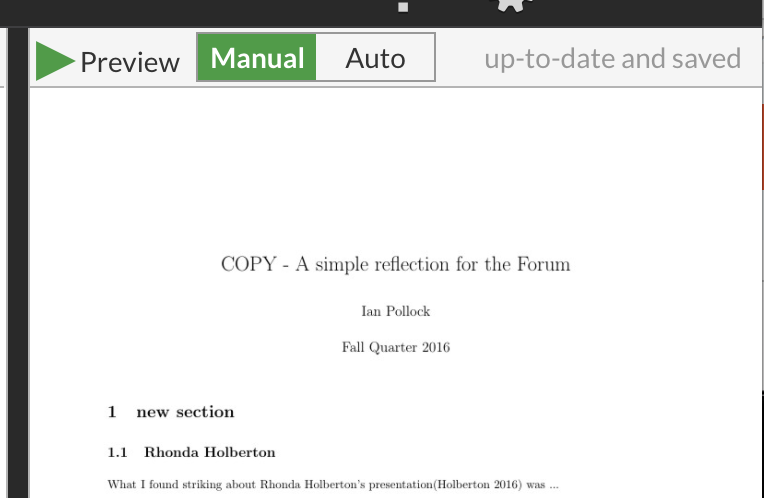 Preview Manual Auto up-to-date and saved
COPY - A simple reflection for the Forum
Ian Pollock
Fall Quarter 2016
1 new section
1.1 Rhonda Holberton
What I found striking about Rhonda Holberton's presentation(Holberton 2016) was ...